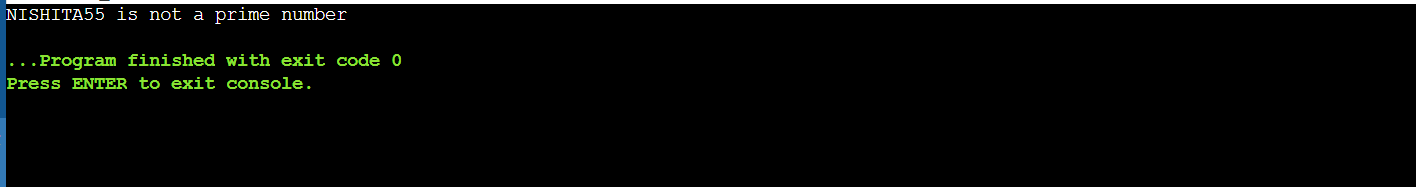 NISHITA55 is not a prime number
...Program finished with exit code 0
Press ENTER to exit console.